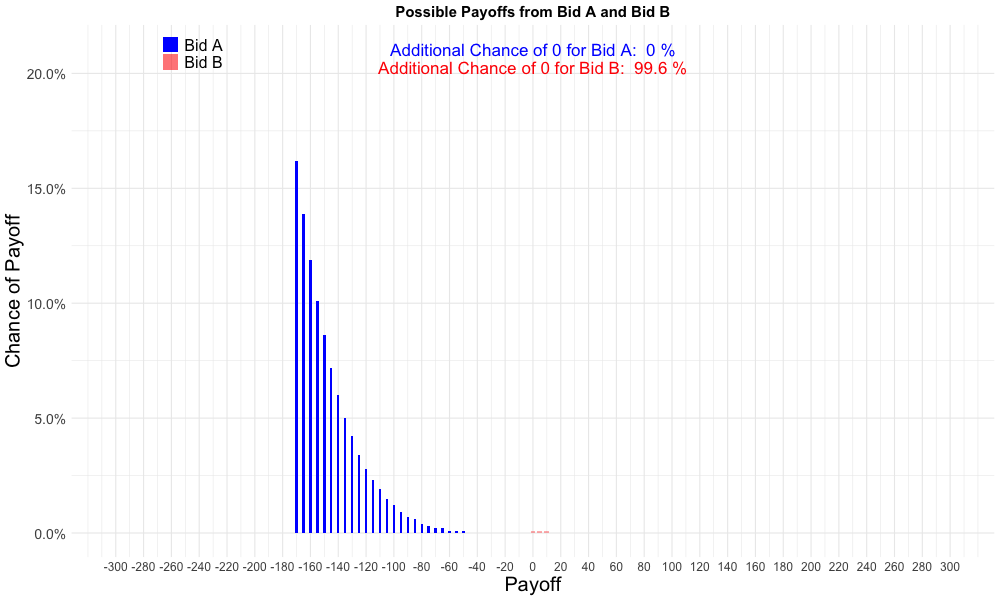 Possible Payoffs from Bid A and Bid B
Bid A
Bid B
Additional Chance of 0 for Bid A:  0 %
Additional Chance of 0 for Bid B:  99.6 %
Chance of Payoff
20.0%
15.0%
10.0%
5.0%
0.0%
-300 -280 -260 -240 -220 -200 -180 -160 -140 -120 -100 -80 -60 -40 -20 0 20 40 60 80 100 120 140 160 180 200 220 240 260 280 300
Payoff